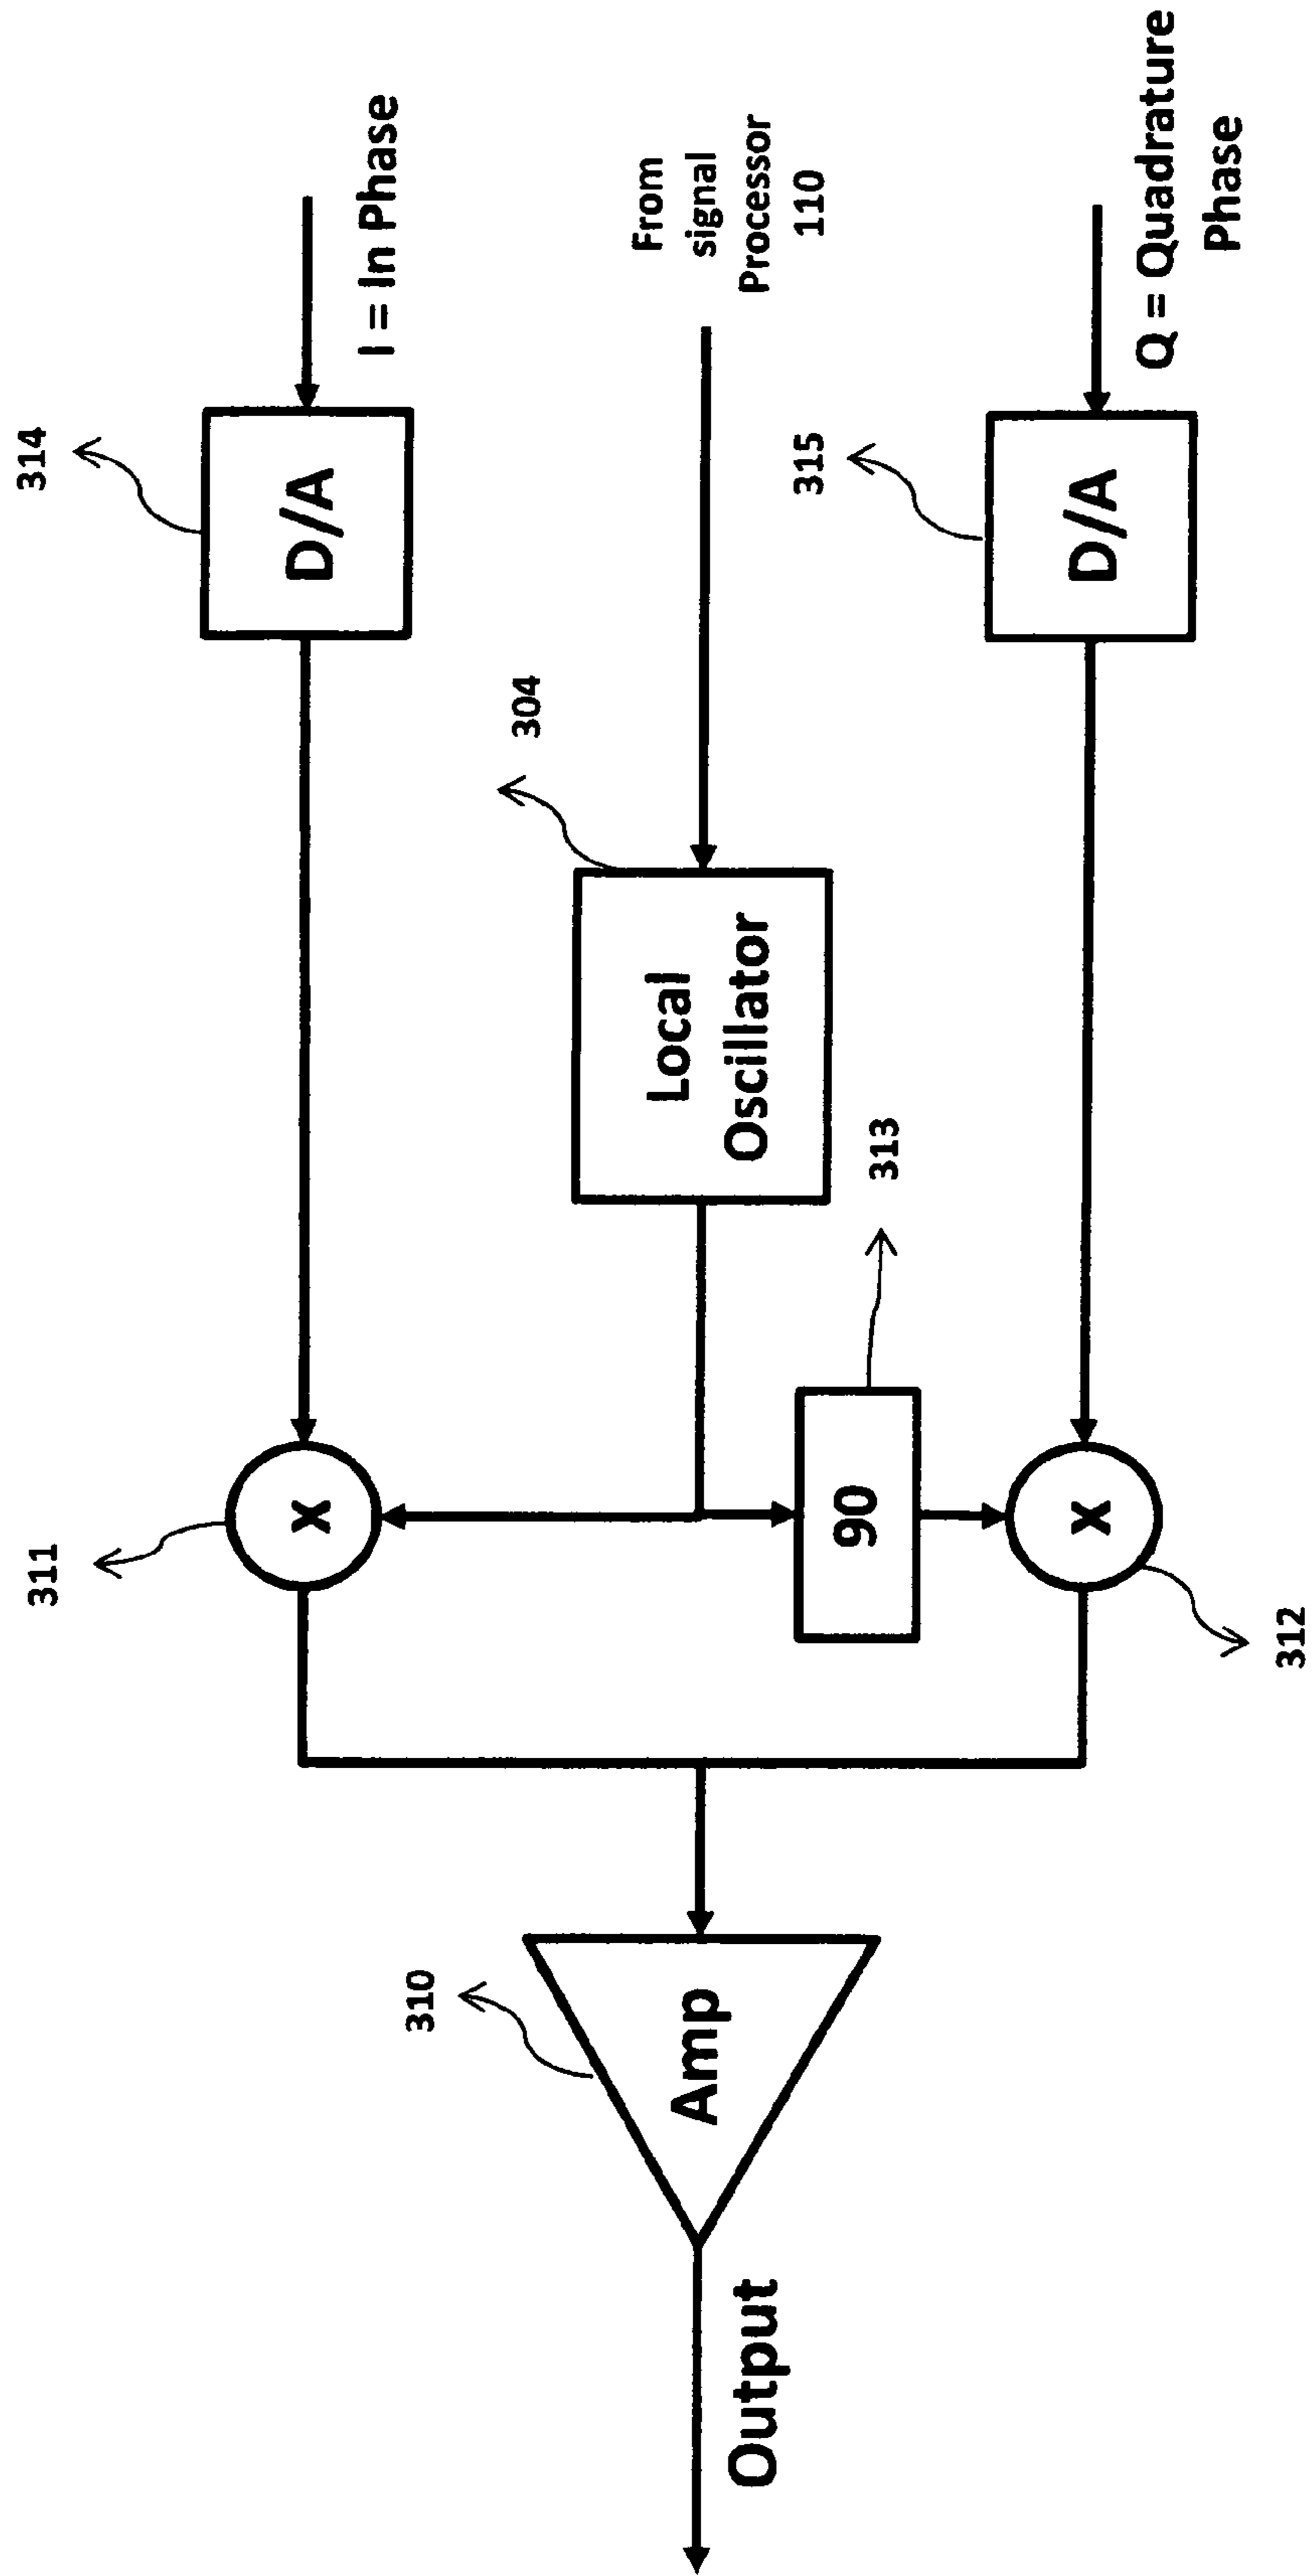 314
D/A
I = In Phase
311
X
304
Local
Oscillator
From
signal
Processor
110
310
Amp
Output
313
90
315
D/A
Q = Quadrature
Phase
X
312